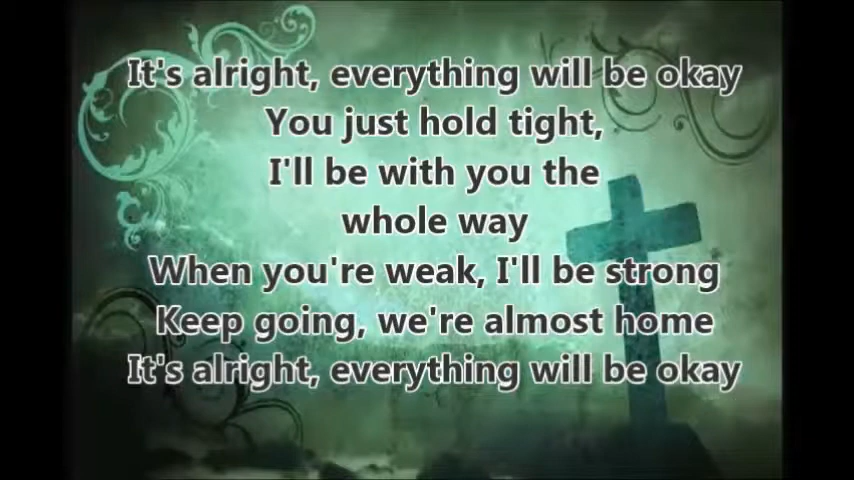 It's alright, everything will be okay
You just hold tight,
I'll be with you the
whole way
When you're weak, I'll be strong
Keep going, we're almost home
It's alright, everything will be okay